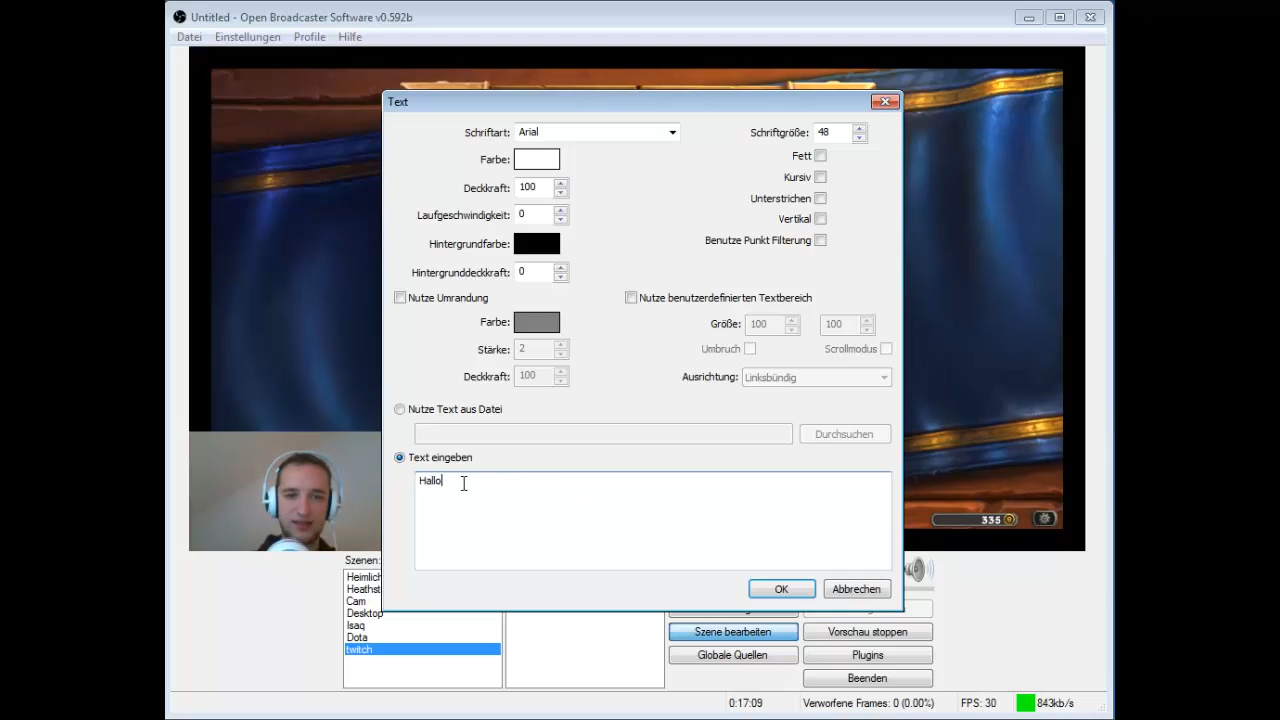 Untitled - Open Broadcaster Software v0.592b
Datei Einstellungen Profile Hilfe
Text
Schriftart: Arial Schriftgröße: 48
Farbe: Fett
Deckkraft: 100 Kursiv
Unterstrichen
Laufgeschwindigkeit: 0 Vertikal
Hintergrundfarbe: Benutze Punkt Filterung
Hintergrunddeckkraft: 0
Nutze Umrandung Nutze benutzerdefinierten Textbereich
Farbe: Größe: 100 100
Stärke: 2 Umbruch Scrollmodus
Deckkraft: 100 Ausrichtung: Linksbündig
Nutze Text aus Datei
Durchsuchen
Text eingeben
Hallo
335
OK Abbrechen
Szenen:
Heimlich
Heathst
Cam
Desktop
Isaq
Dota
twitch
Szene bearbeiten Vorschau stoppen
Globale Quellen Plugins
Beenden
0:17:09 Verworfene Frames: 0 (0.00%) FPS: 30 843kb/s